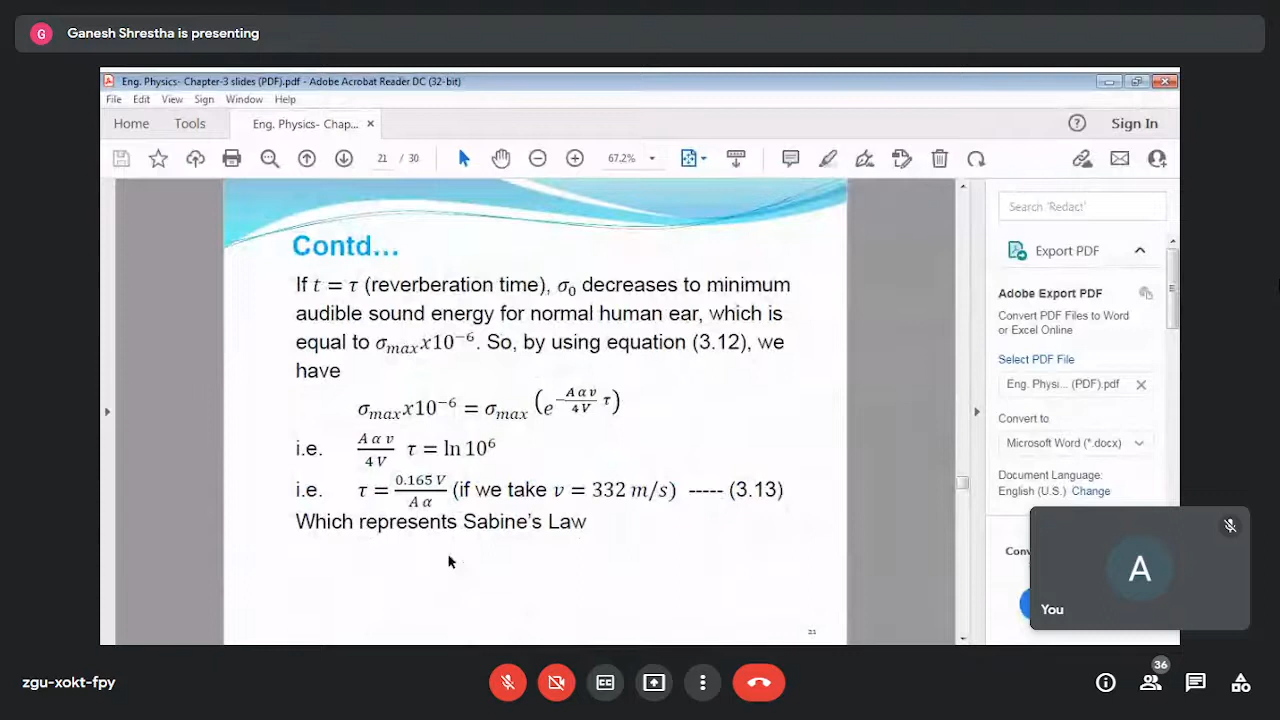 G Ganesh Shrestha is presenting
Eng. Physics- Chapter-3 slides (PDF).pdf - Adobe Acrobat Reader DC (32-bit)
File Edit View Sign Window Help
Home Tools Eng. Physics- Chap... × Sign In
21 / 30 67.2%
Contd...
If t = τ (reverberation time), σ₀ decreases to minimum
audible sound energy for normal human ear, which is
equal to σₘₐₓx10⁻⁶. So, by using equation (3.12), we
have
σₘₐₓx10⁻⁶ = σₘₐₓ (e^(−(A α v)/(4 V) τ))
i.e. (A α v)/(4 V) τ = ln 10⁶
i.e. τ = (0.165 V)/(A α) (if we take v = 332 m/s) ----- (3.13)
Which represents Sabine's Law
21
Search 'Redact'
Export PDF
Adobe Export PDF
Convert PDF Files to Word
or Excel Online
Select PDF File
Eng. Physi... (PDF).pdf
Convert to
Microsoft Word (*.docx)
Document Language:
English (U.S.) Change
A
You
zgu-xokt-fpy
CC
36